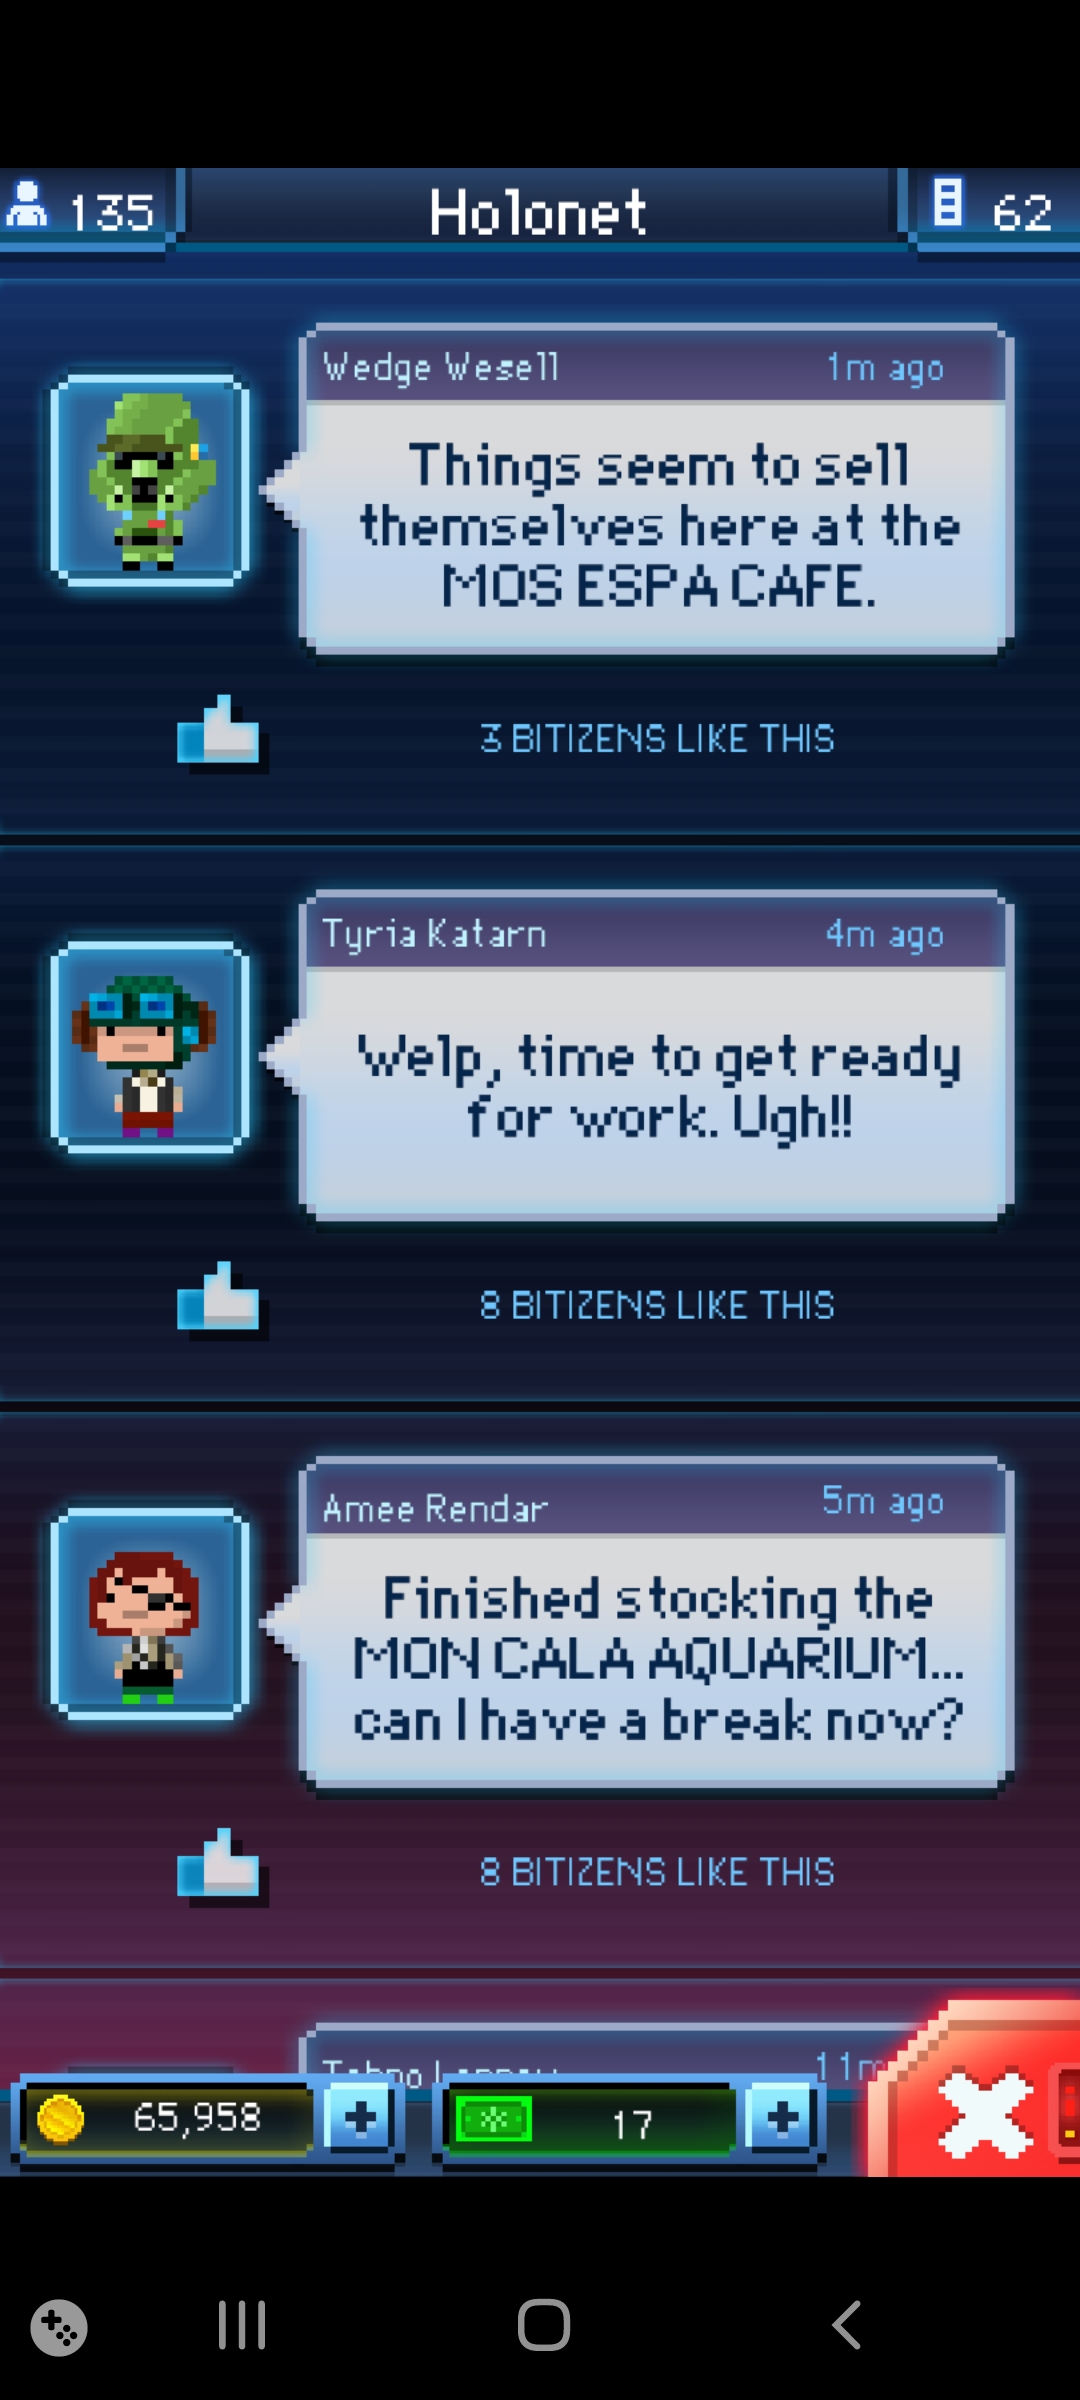 135
Holonet
62
Wedge Wesell
1m ago
Things seem to sell
themselves here at the
MOS ESPA CAFE.
3 BITIZENS LIKE THIS
Tyria Katarn
4m ago
Welp, time to get ready
for work. Ugh!!
8 BITIZENS LIKE THIS
Amee Rendar
5m ago
Finished stocking the
MON CALA AQUARIUM...
can I have a break now?
8 BITIZENS LIKE THIS
65,958
17